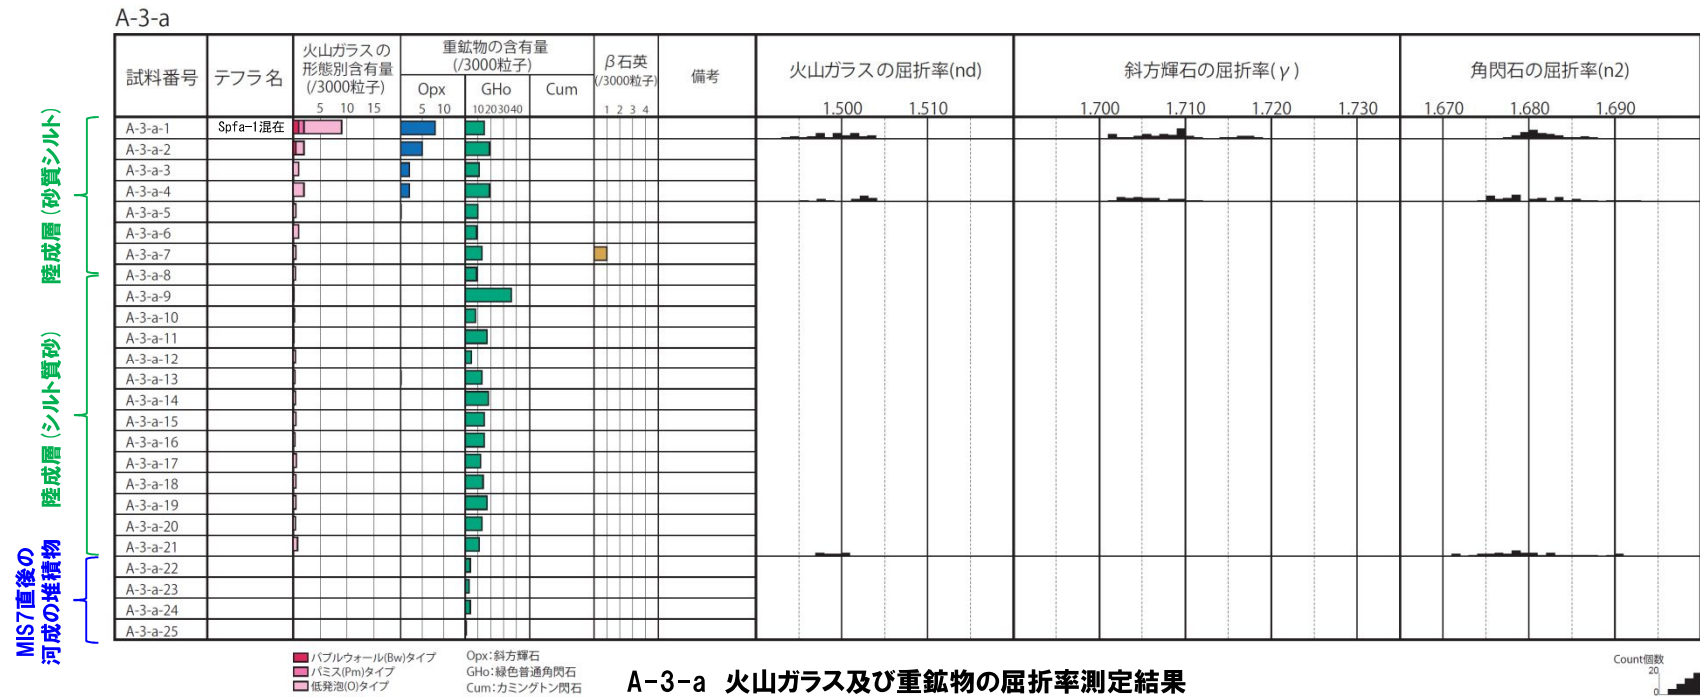 A-3-a
試料番号
テフラ名
火山ガラスの
形態別含有量
(/3000粒子)
5 10 15
重鉱物の含有量
(/3000粒子)
Opx
5 10
GHo
10203040
Cum
β石英
(/3000粒子)
1 2 3 4
備考
火山ガラスの屈折率(nd)
1.500 1.510
斜方輝石の屈折率(γ)
1.700 1.710 1.720 1.730
角閃石の屈折率(n2)
1.670 1.680 1.690
陸成層(砂質シルト)
陸成層(シルト質砂)
MIS7直後の
河成の堆積物
A-3-a-1 Spfa-1混在
A-3-a-2
A-3-a-3
A-3-a-4
A-3-a-5
A-3-a-6
A-3-a-7
A-3-a-8
A-3-a-9
A-3-a-10
A-3-a-11
A-3-a-12
A-3-a-13
A-3-a-14
A-3-a-15
A-3-a-16
A-3-a-17
A-3-a-18
A-3-a-19
A-3-a-20
A-3-a-21
A-3-a-22
A-3-a-23
A-3-a-24
A-3-a-25
バブルウォール(Bw)タイプ
パミス(Pm)タイプ
低発泡(O)タイプ
Opx:斜方輝石
GHo:緑色普通角閃石
Cum:カミングトン閃石
A-3-a 火山ガラス及び重鉱物の屈折率測定結果
Count個数
20
0